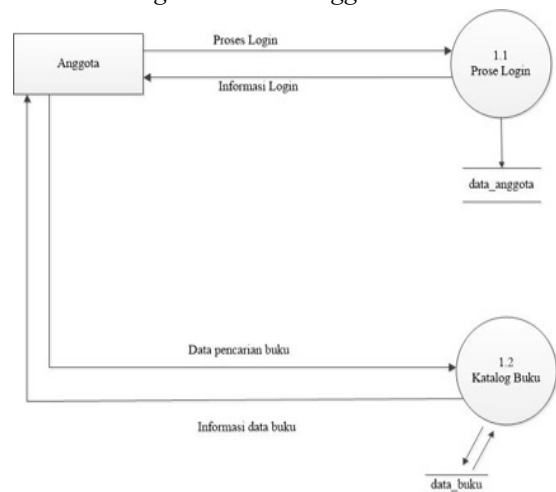 Proses Login
Anggota
1.1
Prose Login
Informasi Login
data_anggota
Data pencarian buku
1.2
Katalog Buku
Informasi data buku
data_buku